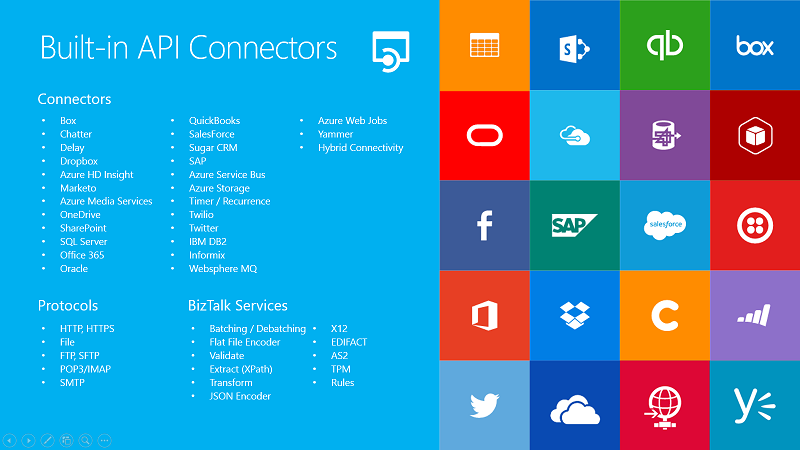 Built-in API Connectors
Connectors
• Box
• Chatter
• Delay
• Dropbox
• Azure HD Insight
• Marketo
• Azure Media Services
• OneDrive
• SharePoint
• SQL Server
• Office 365
• Oracle
• QuickBooks
• SalesForce
• Sugar CRM
• SAP
• Azure Service Bus
• Azure Storage
• Timer / Recurrence
• Twilio
• Twitter
• IBM DB2
• Informix
• Websphere MQ
• Azure Web Jobs
• Yammer
• Hybrid Connectivity
Protocols
• HTTP, HTTPS
• File
• FTP, SFTP
• POP3/IMAP
• SMTP
BizTalk Services
• Batching / Debatching
• Flat File Encoder
• Validate
• Extract (XPath)
• Transform
• JSON Encoder
• X12
• EDIFACT
• AS2
• TPM
• Rules
S
qb
box
f
SAP
salesforce
C